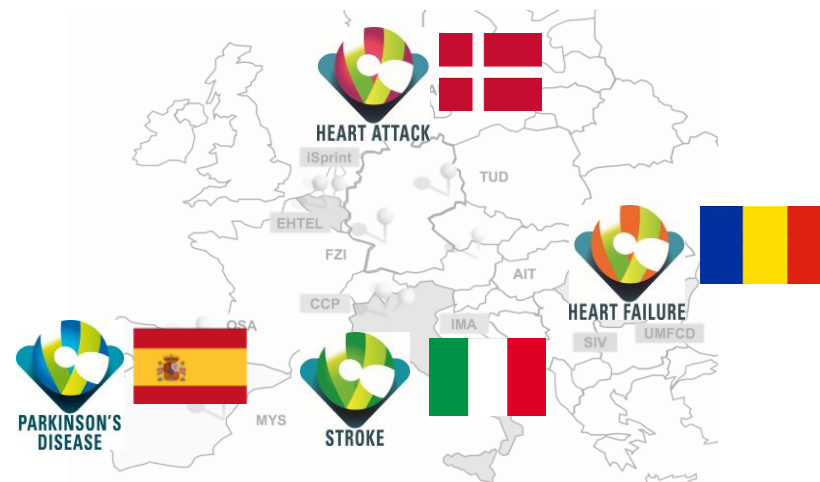 HEART ATTACK
iSprint
TUD
EHTEL
FZI
AIT
HEART FAILURE
CCP
IMA
SIV
UMFCD
OSA
MYS
PARKINSON'S
DISEASE
STROKE